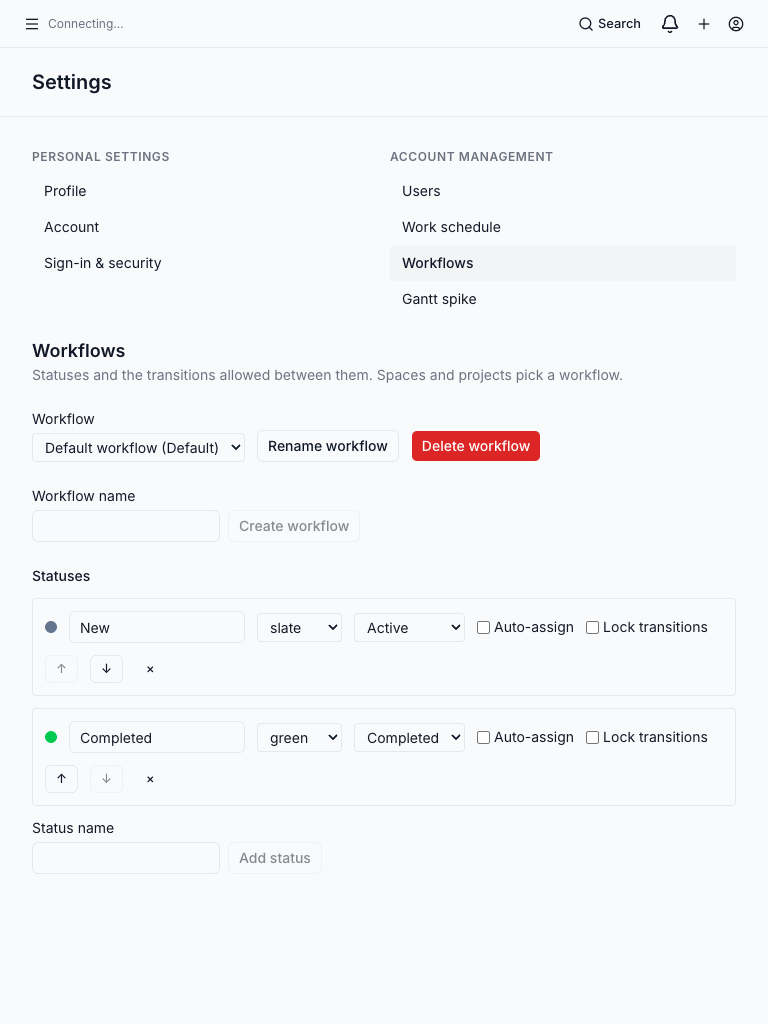 Connecting...
Search
Settings
PERSONAL SETTINGS
Profile
Account
Sign-in & security
ACCOUNT MANAGEMENT
Users
Work schedule
Workflows
Gantt spike
Workflows
Statuses and the transitions allowed between them. Spaces and projects pick a workflow.
Workflow
Default workflow (Default) Rename workflow Delete workflow
Workflow name
Create workflow
Statuses
New slate Active Auto-assign Lock transitions
↑ ↓ ×
Completed green Completed Auto-assign Lock transitions
↑ ↓ ×
Status name
Add status